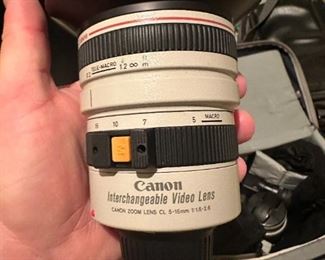 TELE-MACRO
1.2 ∞ m
16 10 7 5 MACRO
Canon
Interchangeable Video Lens
CANON ZOOM LENS CL 5-15mm 1:1.6-2.6